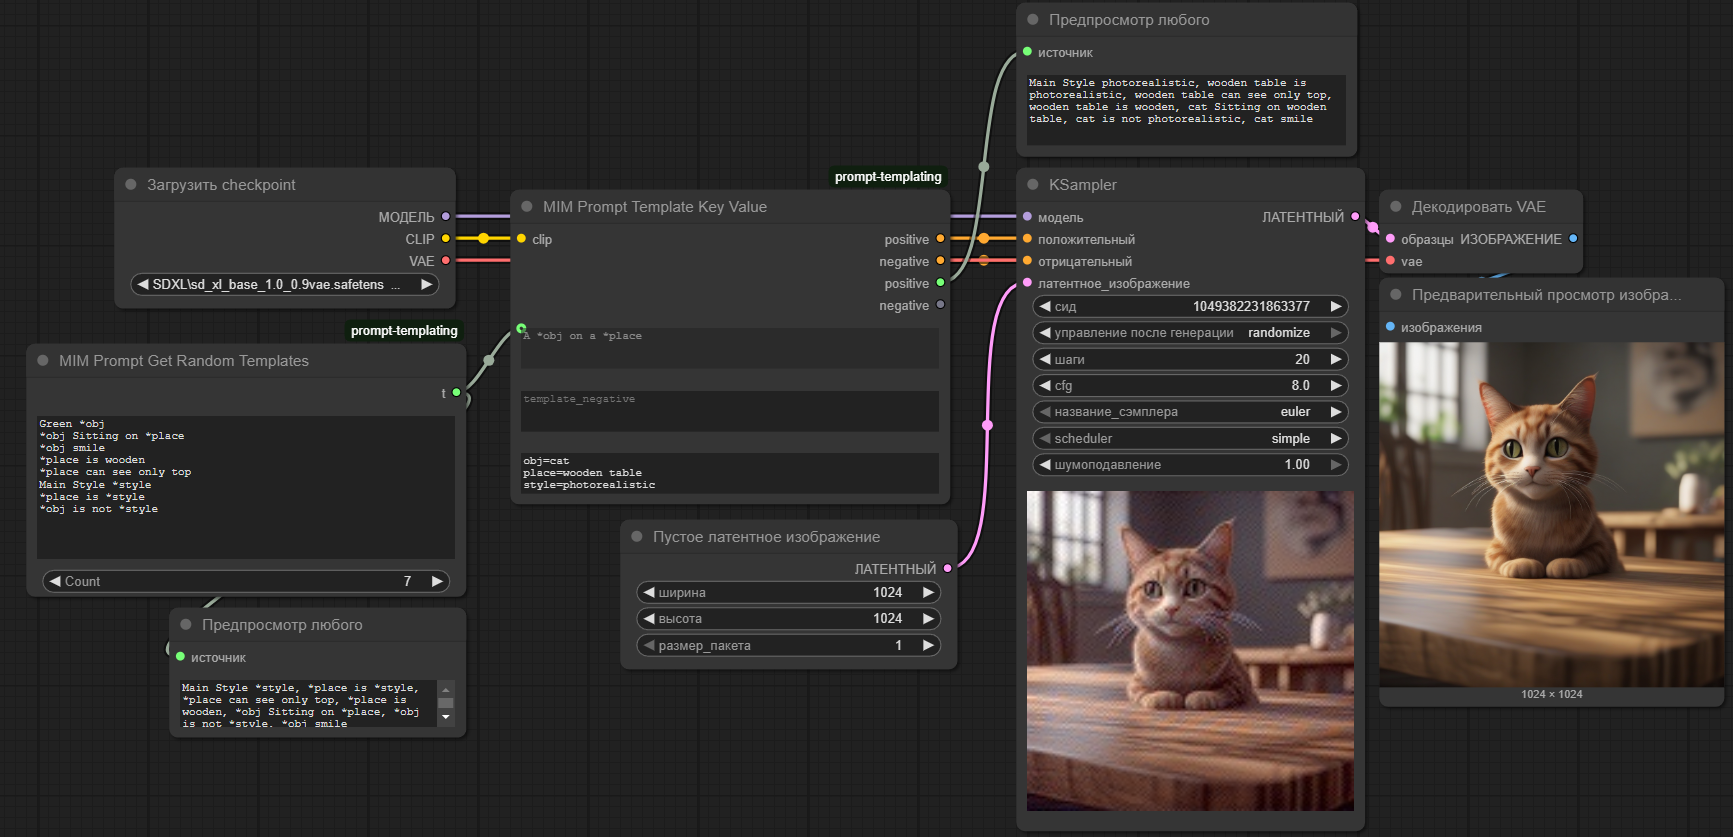 Предпросмотр любого
источник
Main Style photorealistic, wooden table is
photorealistic, wooden table can see only top,
wooden table is wooden, cat Sitting on wooden
table, cat is not photorealistic, cat smile
Загрузить checkpoint
МОДЕЛЬ
CLIP
VAE
SDXL\sd_xl_base_1.0_0.9vae.safetens ...
prompt-templating
MIM Prompt Template Key Value
clip
positive
negative
positive
negative
A *obj on a *place
template_negative
obj=cat
place=wooden table
style=photorealistic
prompt-templating
MIM Prompt Get Random Templates
t
Green *obj
*obj Sitting on *place
*obj smile
*place is wooden
*place can see only top
Main Style *style
*place is *style
*obj is not *style
Count 7
Предпросмотр любого
источник
Main Style *style, *place is *style,
*place can see only top, *place is
wooden, *obj Sitting on *place, *obj
is not *style, *obj smile
Пустое латентное изображение
ЛАТЕНТНЫЙ
ширина 1024
высота 1024
размер_пакета 1
KSampler
модель ЛАТЕНТНЫЙ
положительный
отрицательный
латентное_изображение
сид 1049382231863377
управление после генерации randomize
шаги 20
cfg 8.0
название_сэмплера euler
scheduler simple
шумоподавление 1.00
Декодировать VAE
образцы ИЗОБРАЖЕНИЕ
vae
Предварительный просмотр изобра...
изображения
1024 × 1024